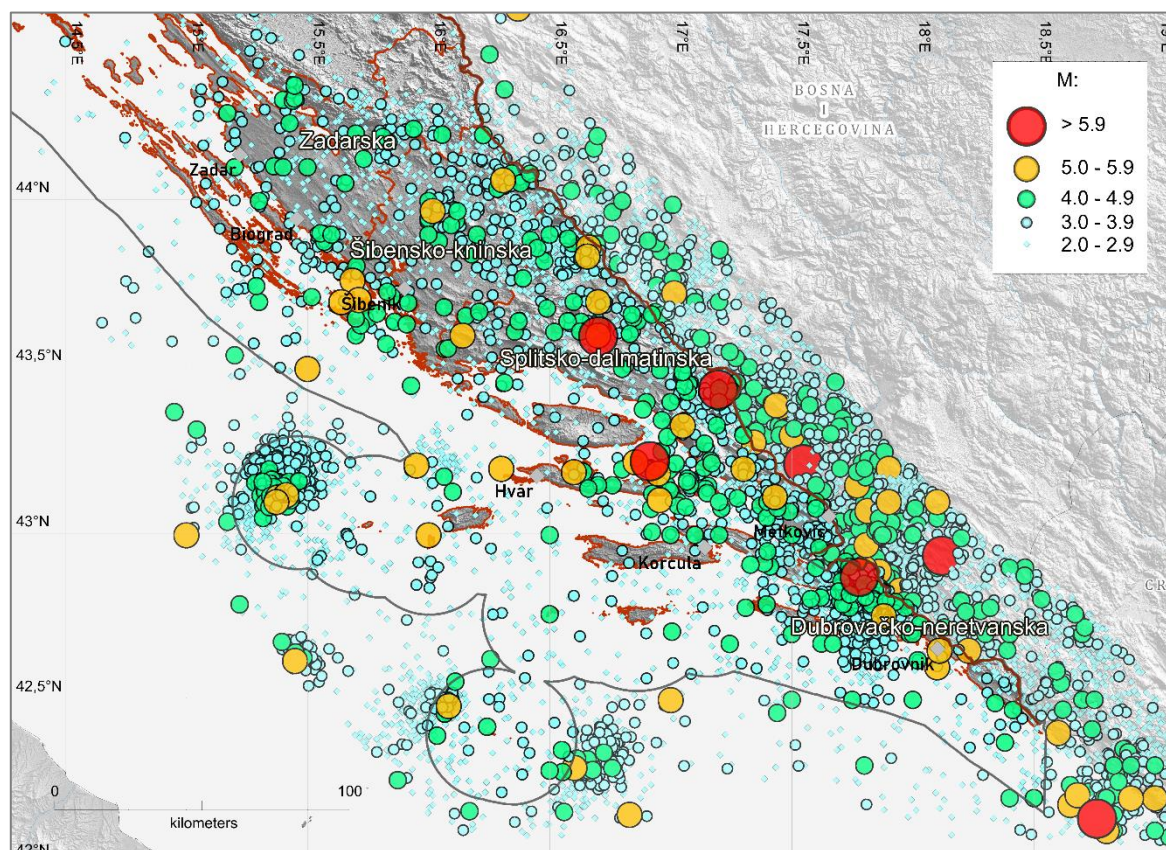 14,5°E
15°E
15,5°E
16°E
16,5°E
17°E
17,5°E
18°E
18,5°E
M:
> 5.9
5.0 - 5.9
4.0 - 4.9
3.0 - 3.9
2.0 - 2.9
BOSNA
I
HERCEGOVINA
Zadarska
Zadar
44°N
Biograd
Šibensko-kninska
Šibenik
43,5°N
Splitsko-dalmatinska
Hvar
43°N
Metković
Korcula
Dubrovačko-neretvanska
Dubrovnik
42,5°N
0 100
kilometers